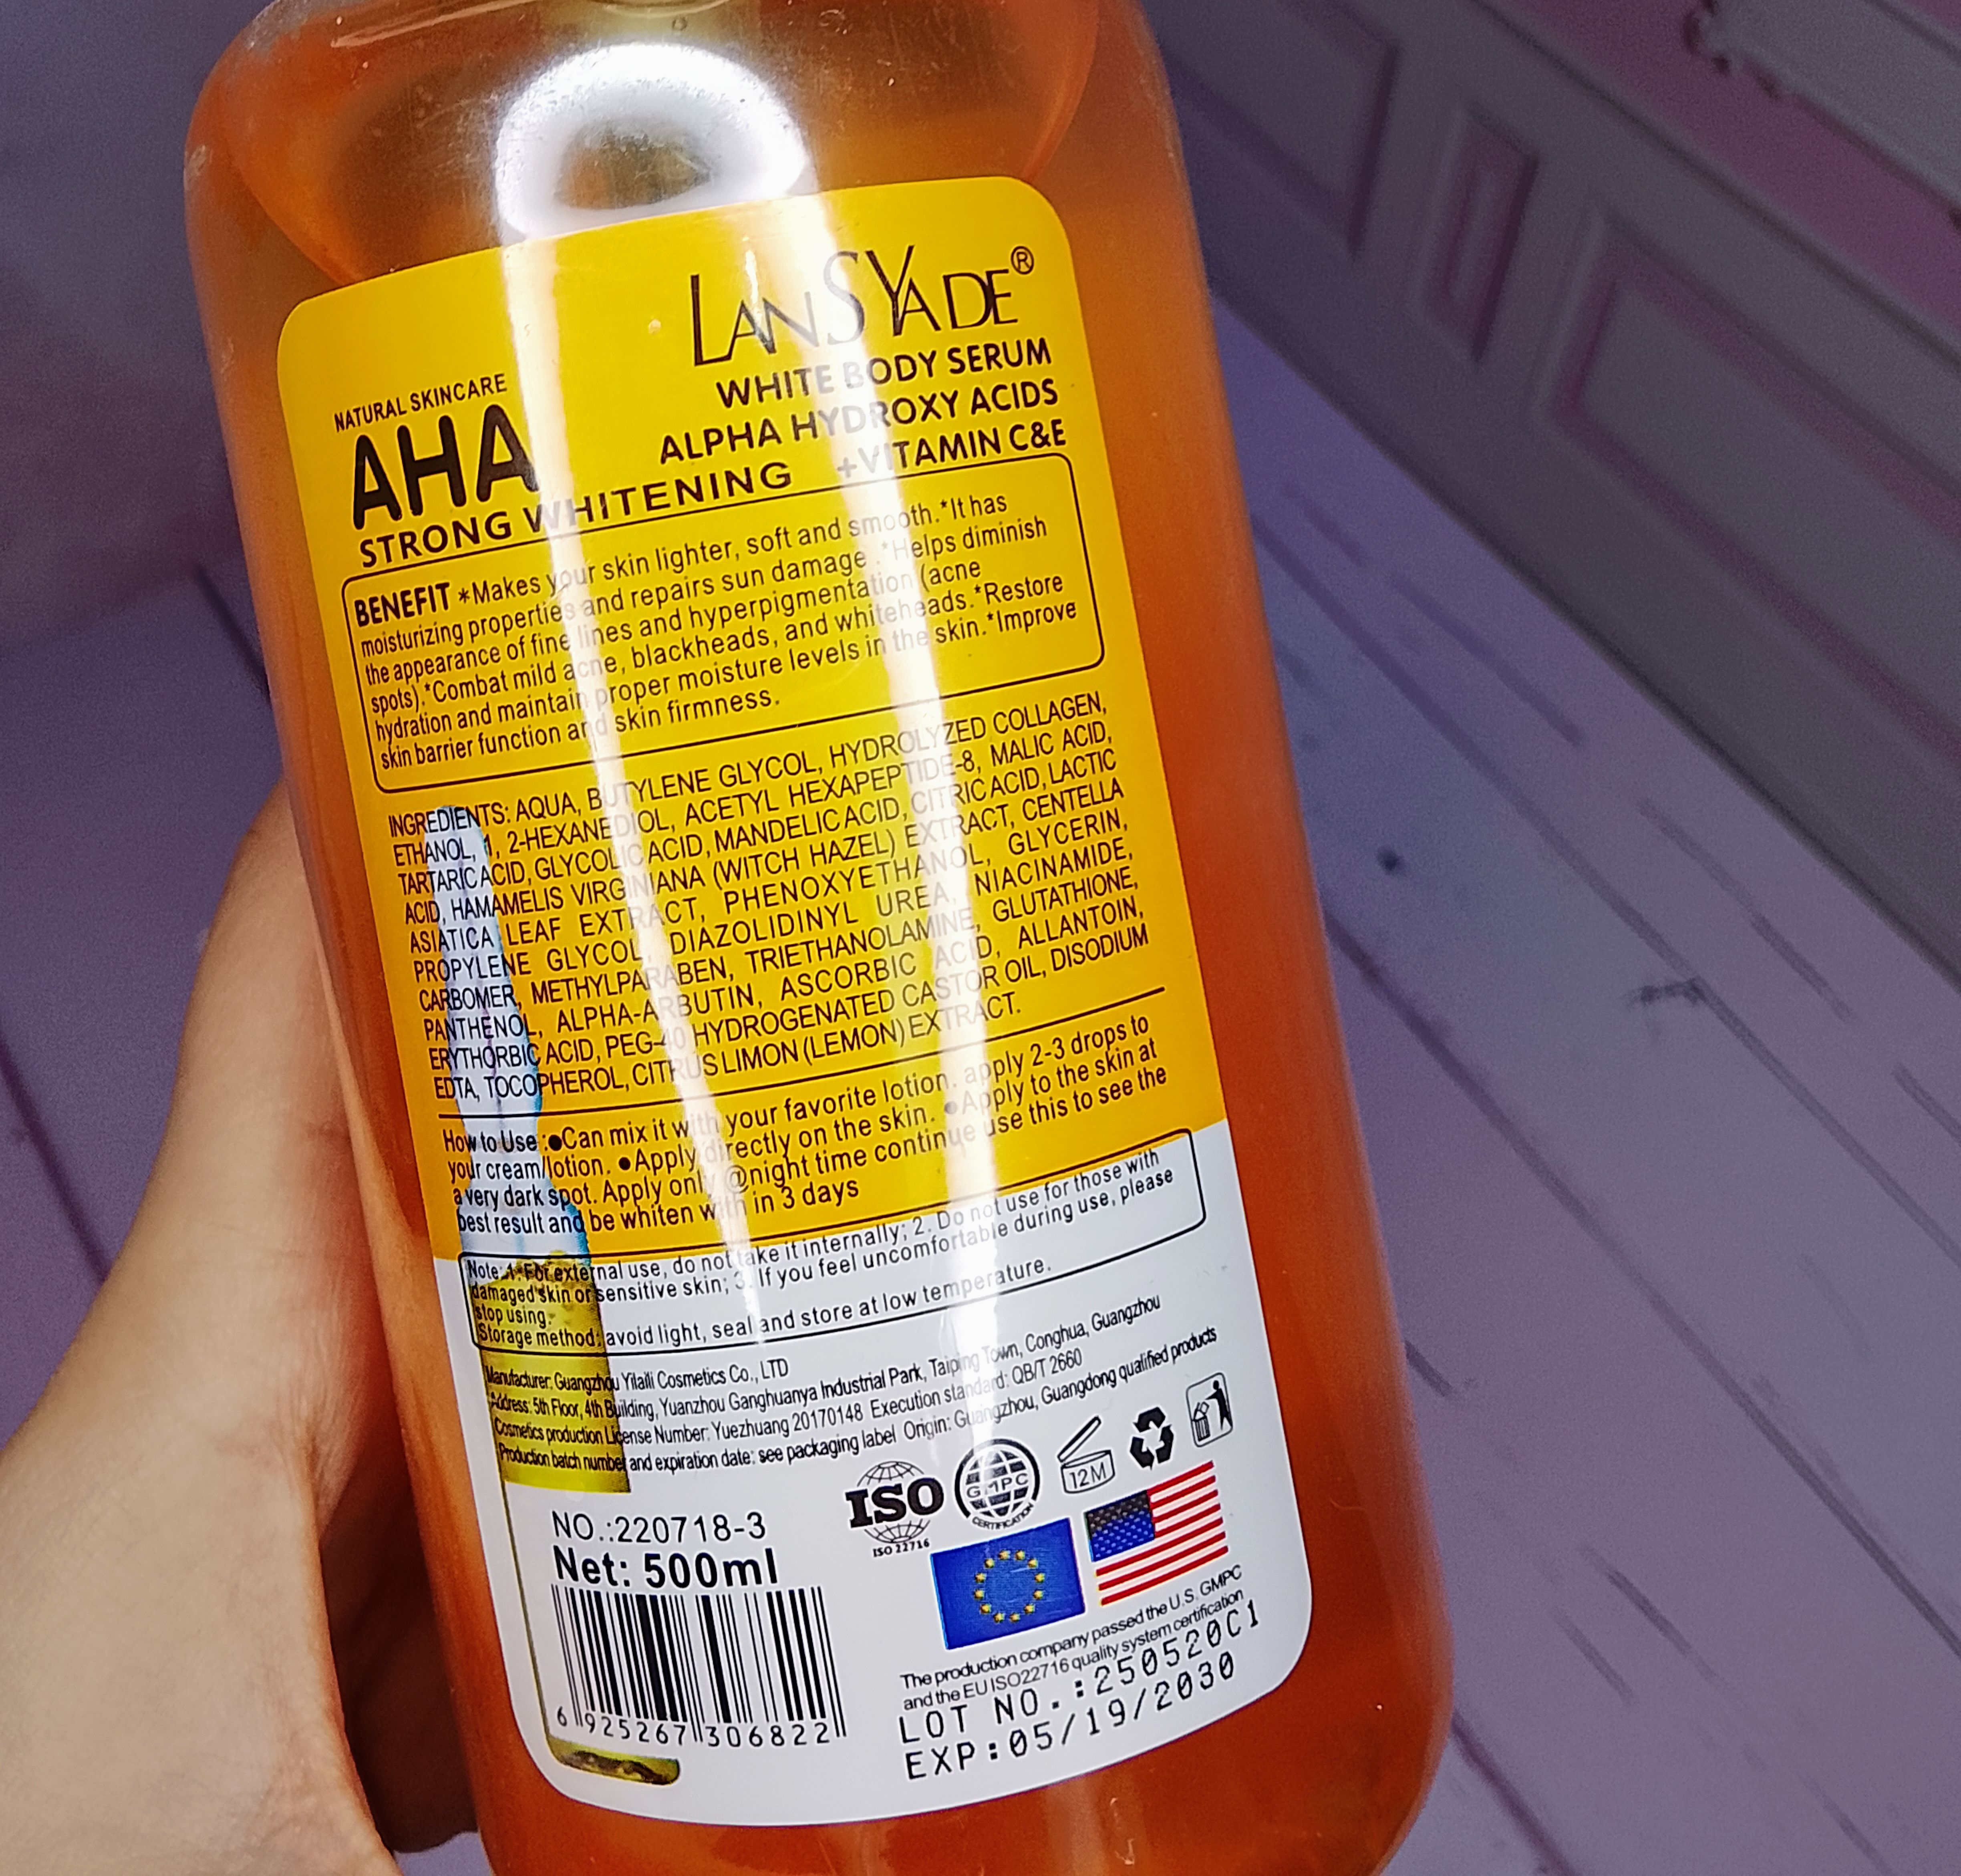 LANSYADE®
WHITE BODY SERUM
ALPHA HYDROXY ACIDS
+VITAMIN C&E
NATURAL SKINCARE
AHA
STRONG WHITENING
BENEFIT *Makes your skin lighter, soft and smooth.*It has
moisturizing properties and repairs sun damage .*Helps diminish
the appearance of fine lines and hyperpigmentation (acne
spots).*Combat mild acne, blackheads, and whiteheads.*Restore
hydration and maintain proper moisture levels in the skin.*Improve
skin barrier function and skin firmness.
INGREDIENTS: AQUA, BUTYLENE GLYCOL, HYDROLYZED COLLAGEN,
ETHANOL, 1, 2-HEXANEDIOL, ACETYL HEXAPEPTIDE-8, MALIC ACID,
TARTARIC ACID, GLYCOLIC ACID, MANDELIC ACID, CITRIC ACID, LACTIC
ACID, HAMAMELIS VIRGINIANA (WITCH HAZEL) EXTRACT, CENTELLA
ASIATICA LEAF EXTRACT, PHENOXYETHANOL, GLYCERIN,
PROPYLENE GLYCOL, DIAZOLIDINYL UREA, NIACINAMIDE,
CARBOMER, METHYLPARABEN, TRIETHANOLAMINE, GLUTATHIONE,
PANTHENOL, ALPHA-ARBUTIN, ASCORBIC ACID, ALLANTOIN,
ERYTHORBIC ACID, PEG-40 HYDROGENATED CASTOR OIL, DISODIUM
EDTA, TOCOPHEROL, CITRUS LIMON (LEMON) EXTRACT.
How to Use :●Can mix it with your favorite lotion. apply 2-3 drops to
your cream/lotion. ●Apply directly on the skin. ●Apply to the skin at
a very dark spot. Apply only @night time continue use this to see the
best result and be whiten with in 3 days
Note: 1. For external use, do not take it internally; 2. Do not use for those with
damaged skin or sensitive skin; 3. If you feel uncomfortable during use, please
stop using.
Storage method: avoid light, seal and store at low temperature.
Manufacturer: Guangzhou Yilaili Cosmetics Co., LTD
Address: 5th Floor, 4th Building, Yuanzhou Ganghuanya Industrial Park, Taiping Town, Conghua, Guangzhou
Cosmetics production License Number: Yuezhuang 20170148 Execution standard: QB/T 2660
Production batch number and expiration date: see packaging label Origin: Guangzhou, Guangdong qualified products
ISO
ISO 22716
GMPC
CERTIFICATION
12M
NO.:220718-3
Net: 500ml
6 925267 306822
The production company passed the U.S. GMPC
and the EU ISO22716 quality system certification
LOT NO.:250520C1
EXP:05/19/2030